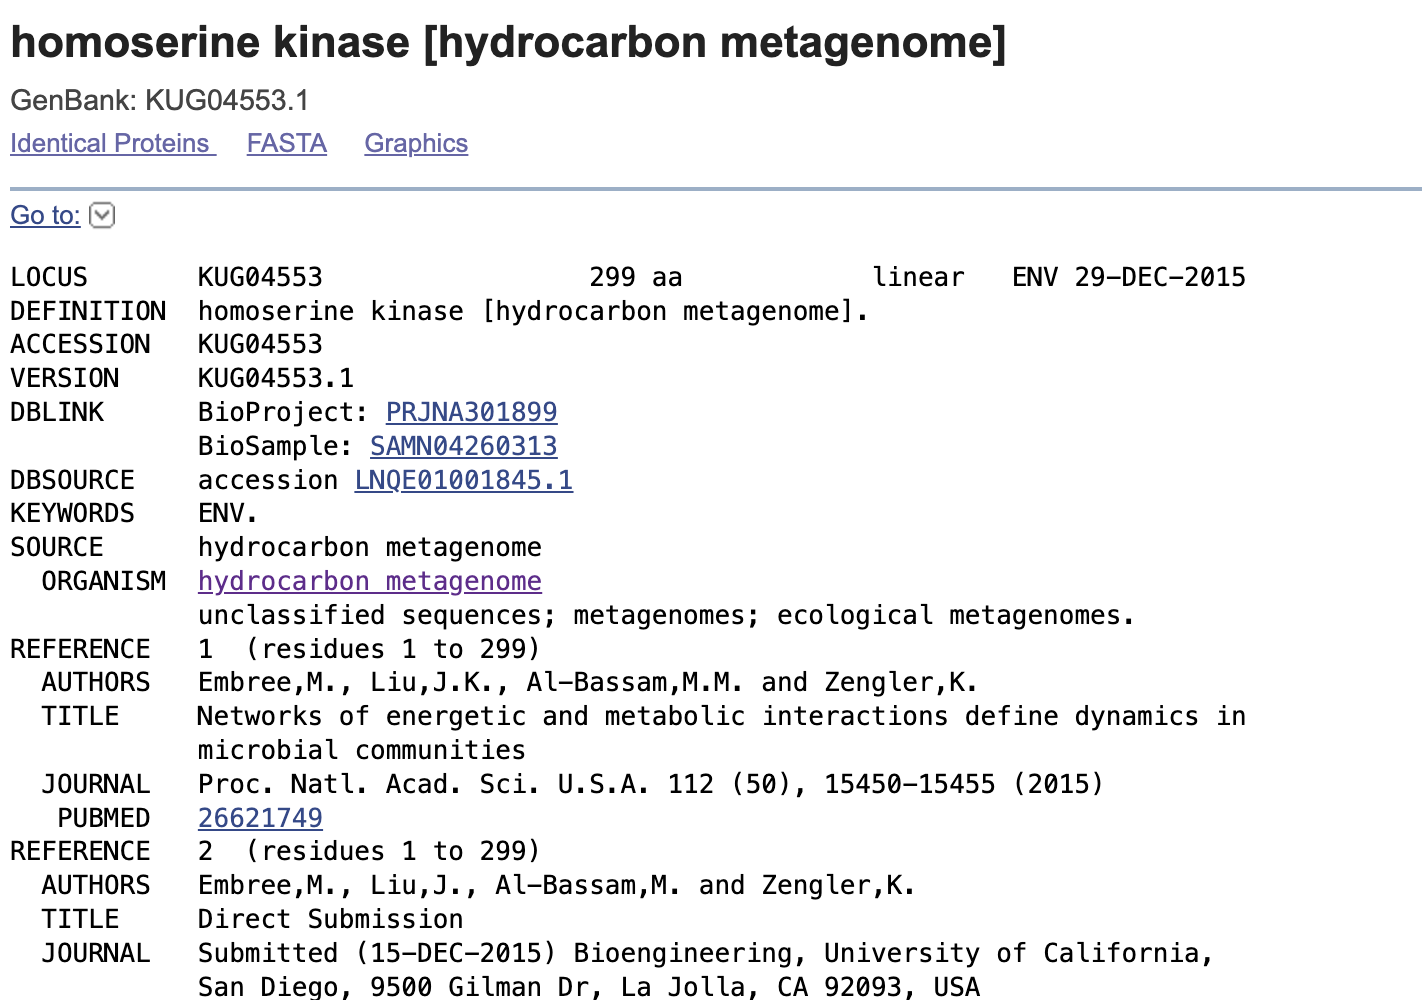 homoserine kinase [hydrocarbon metagenome]
GenBank: KUG04553.1
Identical Proteins FASTA Graphics
Go to:
LOCUS KUG04553 299 aa linear ENV 29-DEC-2015
DEFINITION homoserine kinase [hydrocarbon metagenome].
ACCESSION KUG04553
VERSION KUG04553.1
DBLINK BioProject: PRJNA301899
BioSample: SAMN04260313
DBSOURCE accession LNQE01001845.1
KEYWORDS ENV.
SOURCE hydrocarbon metagenome
ORGANISM hydrocarbon metagenome
unclassified sequences; metagenomes; ecological metagenomes.
REFERENCE 1 (residues 1 to 299)
AUTHORS Embree,M., Liu,J.K., Al-Bassam,M.M. and Zengler,K.
TITLE Networks of energetic and metabolic interactions define dynamics in
microbial communities
JOURNAL Proc. Natl. Acad. Sci. U.S.A. 112 (50), 15450-15455 (2015)
PUBMED 26621749
REFERENCE 2 (residues 1 to 299)
AUTHORS Embree,M., Liu,J., Al-Bassam,M. and Zengler,K.
TITLE Direct Submission
JOURNAL Submitted (15-DEC-2015) Bioengineering, University of California,
San Diego, 9500 Gilman Dr, La Jolla, CA 92093, USA